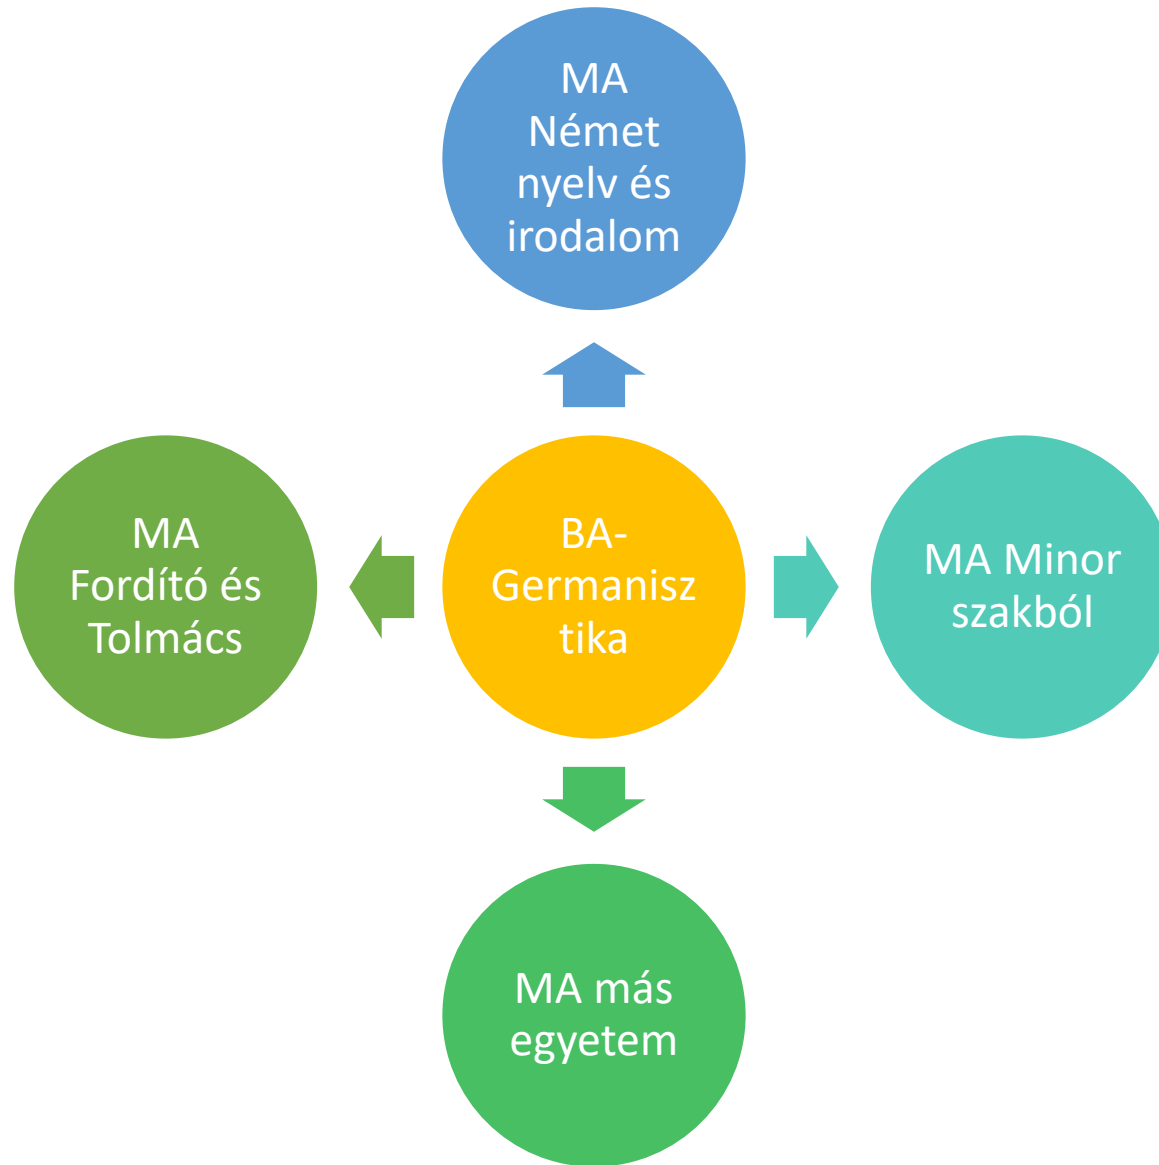 MA
Német
nyelv és
irodalom
MA
Fordító és
Tolmács
BA-
Germanisz
tika
MA Minor
szakból
MA más
egyetem